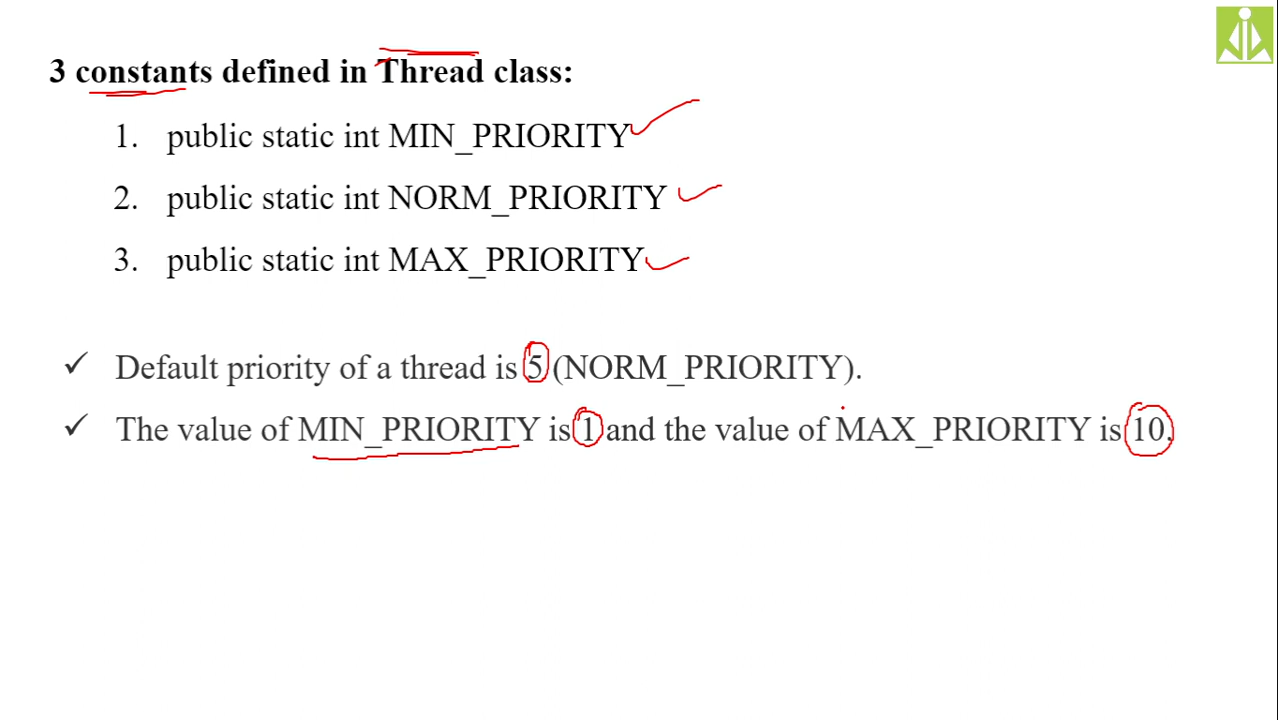 3 constants defined in Thread class:
1. public static int MIN_PRIORITY
2. public static int NORM_PRIORITY
3. public static int MAX_PRIORITY
✓ Default priority of a thread is 5 (NORM_PRIORITY).
✓ The value of MIN_PRIORITY is 1 and the value of MAX_PRIORITY is 10.